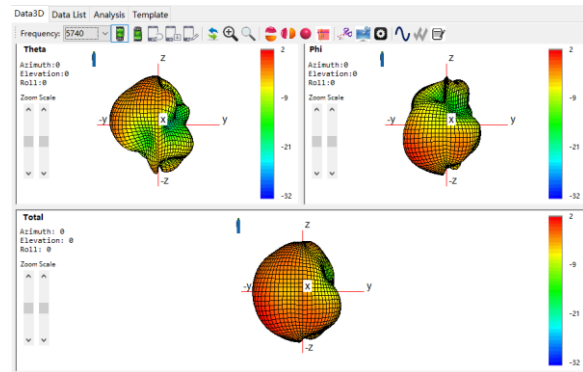 Data3D Data List Analysis Template
Frequency: 5740
Theta
Azimuth:0
Elevation:0
Roll:0
Zoom Scale
z
-y
x
y
-z
2
-9
-21
-32
Phi
Azimuth:0
Elevation:0
Roll:0
Zoom Scale
z
-y
x
y
-z
2
-9
-21
-32
Total
Azimuth: 0
Elevation: 0
Roll: 0
Zoom Scale
z
-y
x
y
-z
2
-9
-21
-32